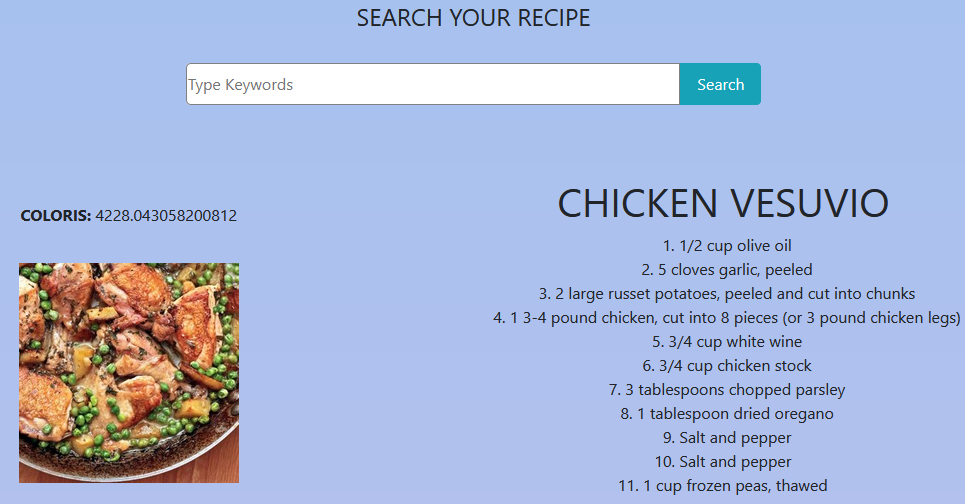 SEARCH YOUR RECIPE
Type Keywords
Search
COLORIS: 4228.043058200812
CHICKEN VESUVIO
1. 1/2 cup olive oil
2. 5 cloves garlic, peeled
3. 2 large russet potatoes, peeled and cut into chunks
4. 1 3-4 pound chicken, cut into 8 pieces (or 3 pound chicken legs)
5. 3/4 cup white wine
6. 3/4 cup chicken stock
7. 3 tablespoons chopped parsley
8. 1 tablespoon dried oregano
9. Salt and pepper
10. Salt and pepper
11. 1 cup frozen peas, thawed